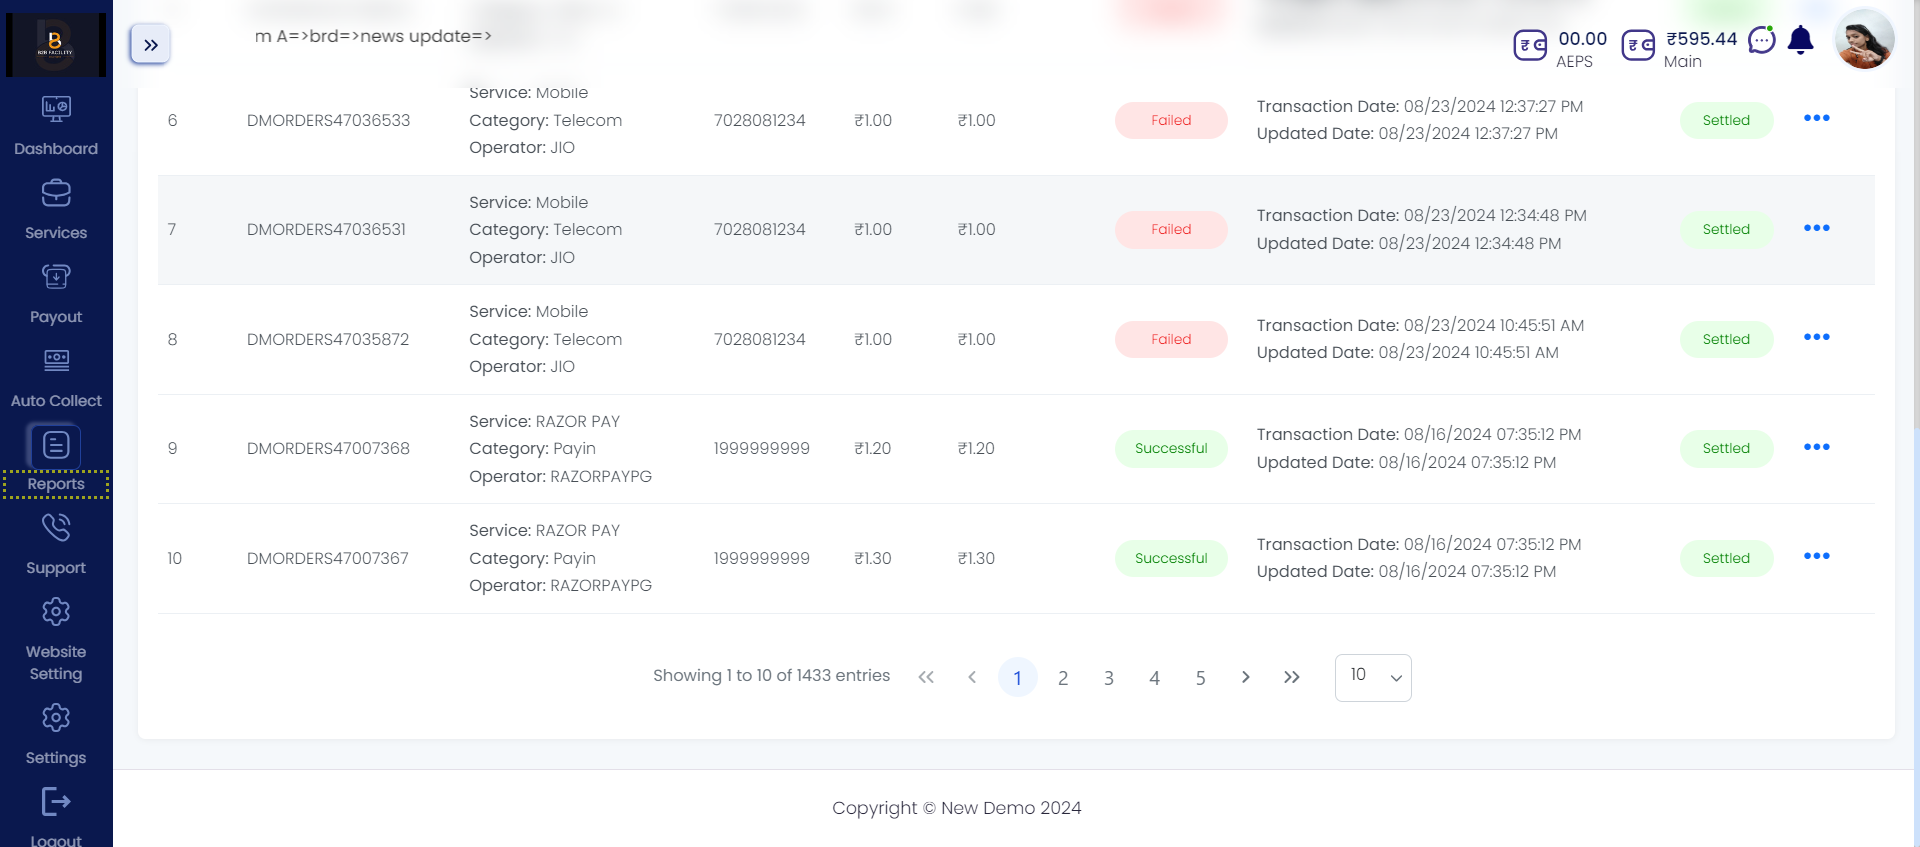 m A=>brd=>news update=>
00.00
AEPS
₹595.44
Main
B2B FACILITY
Dashboard
Services
Payout
Auto Collect
Reports
Support
Website
Setting
Settings
Logout
Service: Mobile
6 DMORDERS47036533 Category: Telecom 7028081234 ₹1.00 ₹1.00 Failed Transaction Date: 08/23/2024 12:37:27 PM Settled
Operator: JIO Updated Date: 08/23/2024 12:37:27 PM
Service: Mobile
7 DMORDERS47036531 Category: Telecom 7028081234 ₹1.00 ₹1.00 Failed Transaction Date: 08/23/2024 12:34:48 PM Settled
Operator: JIO Updated Date: 08/23/2024 12:34:48 PM
Service: Mobile
8 DMORDERS47035872 Category: Telecom 7028081234 ₹1.00 ₹1.00 Failed Transaction Date: 08/23/2024 10:45:51 AM Settled
Operator: JIO Updated Date: 08/23/2024 10:45:51 AM
Service: RAZOR PAY
9 DMORDERS47007368 Category: Payin 1999999999 ₹1.20 ₹1.20 Successful Transaction Date: 08/16/2024 07:35:12 PM Settled
Operator: RAZORPAYPG Updated Date: 08/16/2024 07:35:12 PM
Service: RAZOR PAY
10 DMORDERS47007367 Category: Payin 1999999999 ₹1.30 ₹1.30 Successful Transaction Date: 08/16/2024 07:35:12 PM Settled
Operator: RAZORPAYPG Updated Date: 08/16/2024 07:35:12 PM
Showing 1 to 10 of 1433 entries 1 2 3 4 5 10
Copyright © New Demo 2024